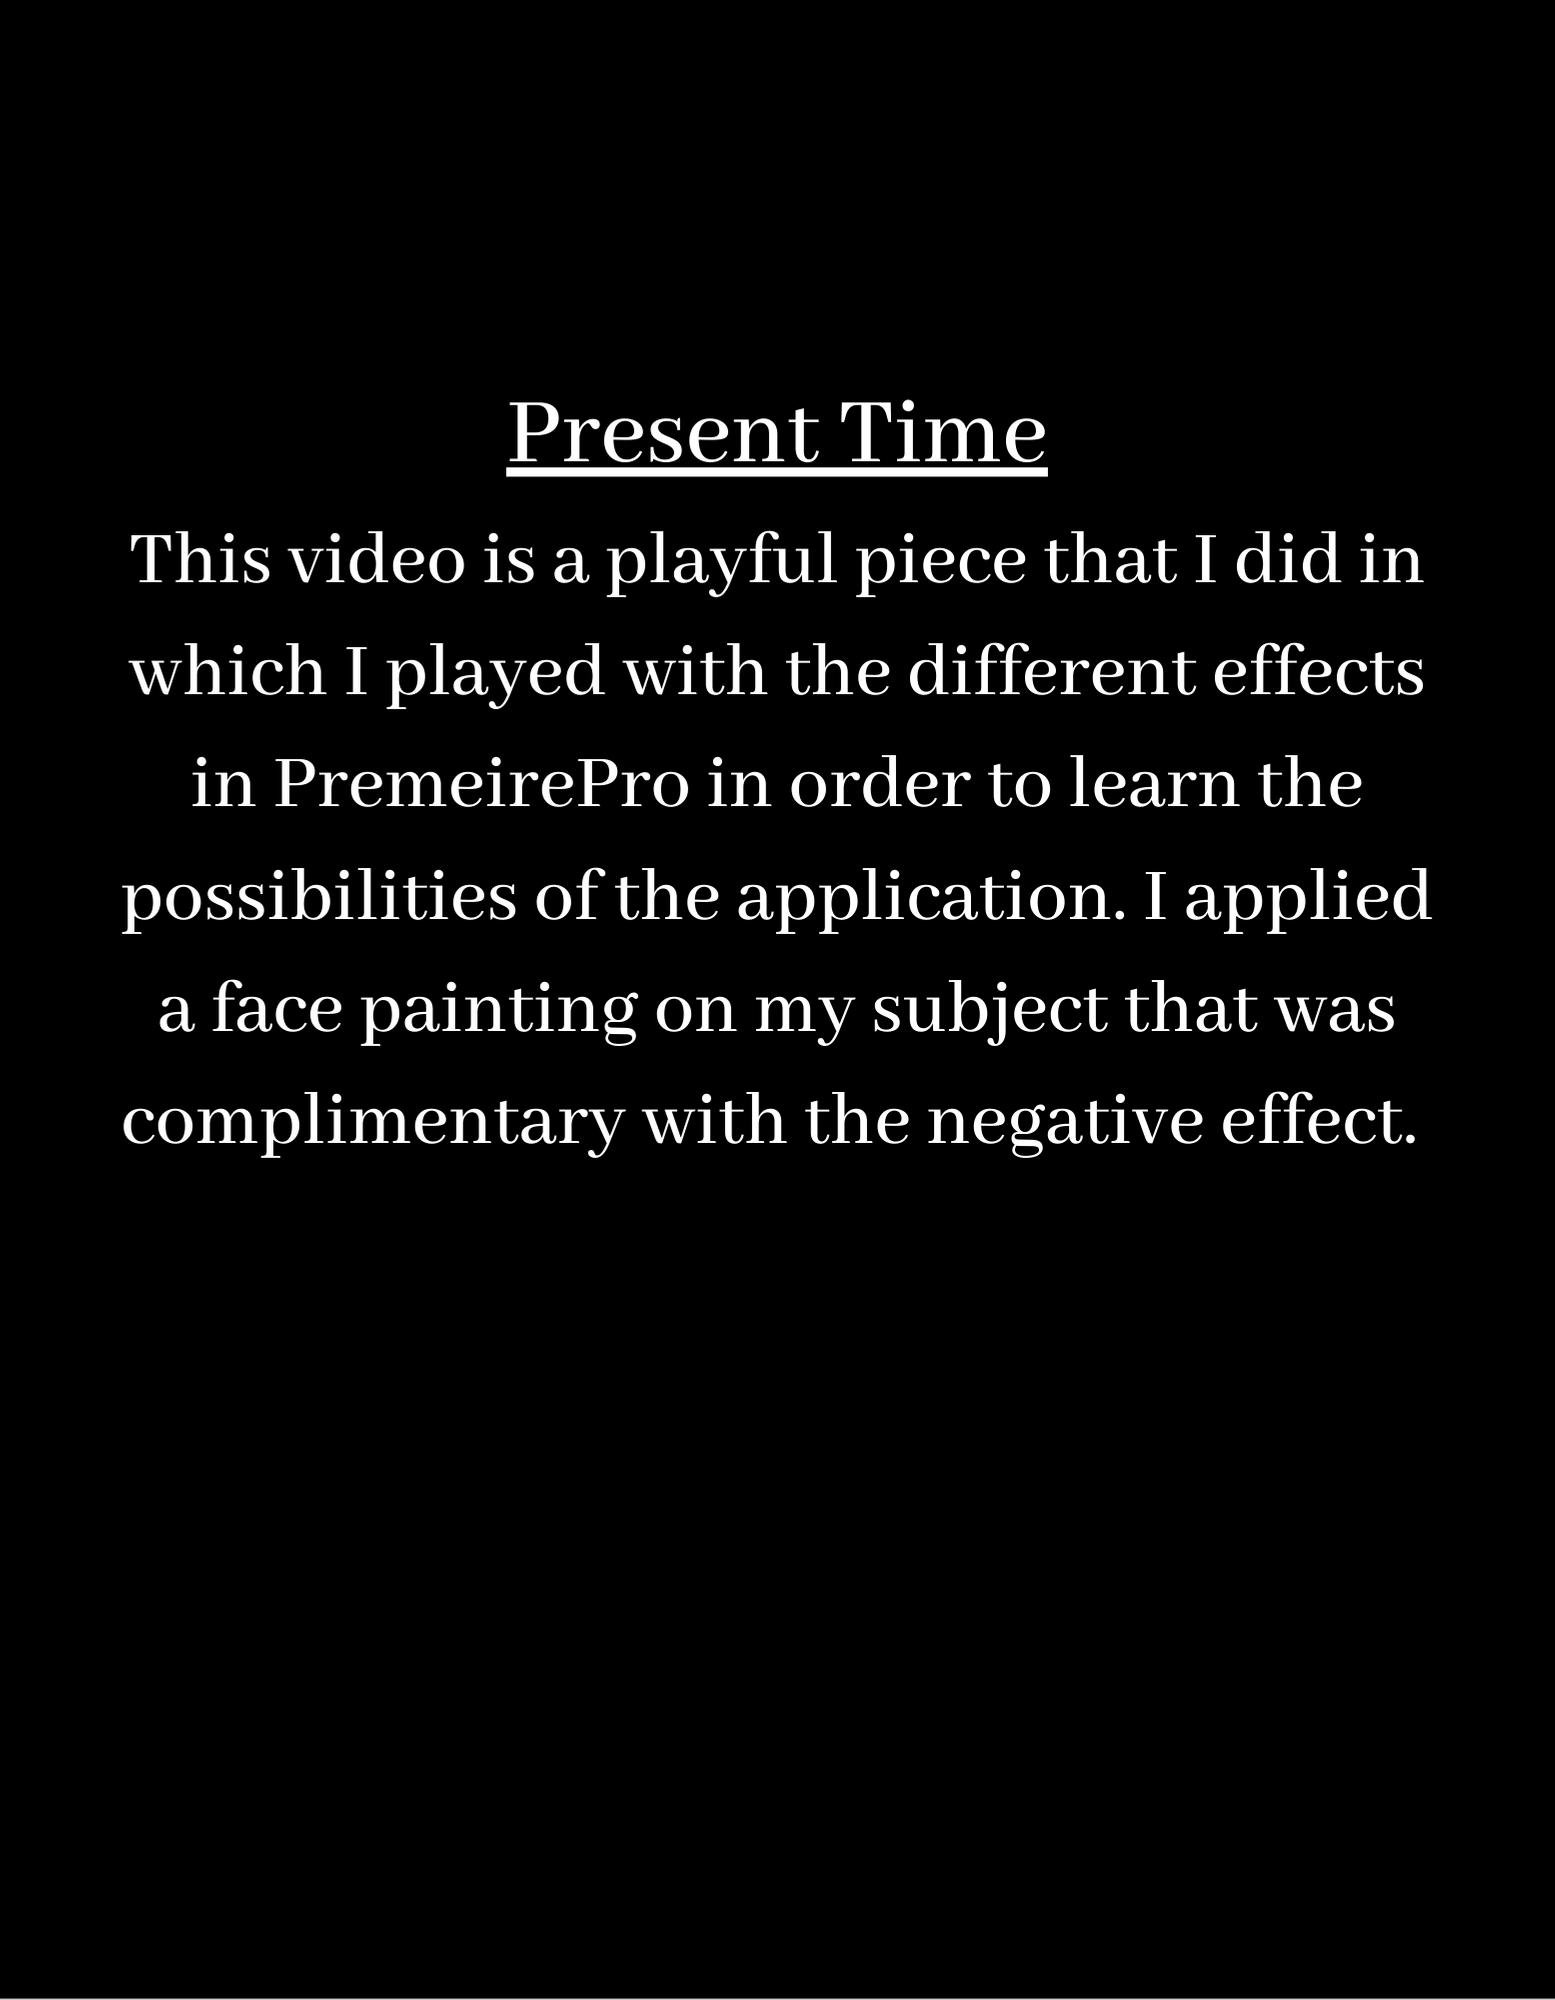 Present Time
This video is a playful piece that I did in
which I played with the different effects
in PremeirePro in order to learn the
possibilities of the application. I applied
a face painting on my subject that was
complimentary with the negative effect.